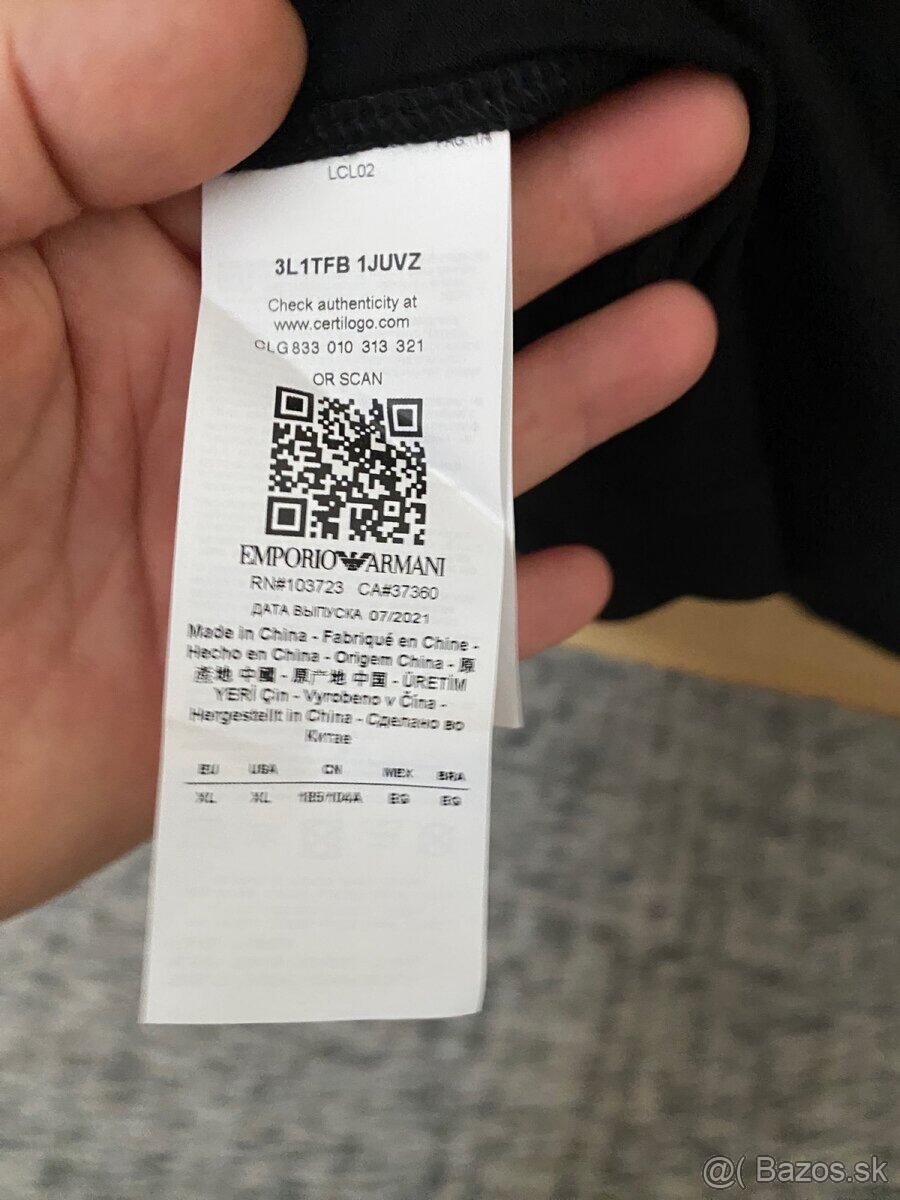 PAG. 1/4
LCL02
3L1TFB 1JUVZ
Check authenticity at
www.certilogo.com
CLG 833 010 313 321
OR SCAN
EMPORIO ARMANI
RN#103723 CA#37360
ДАТА ВЫПУСКА 07/2021
Made in China - Fabriqué en Chine -
Hecho en China - Origem China - 原
產地 中國 - 原产地 中国 - ÜRETİM
YERİ Çin - Vyrobeno v Čína -
Hergestellt in China - Сделано во
Китае
EU USA CN MEX BRA
XL XL 185/104A EG EG
@( Bazos.sk